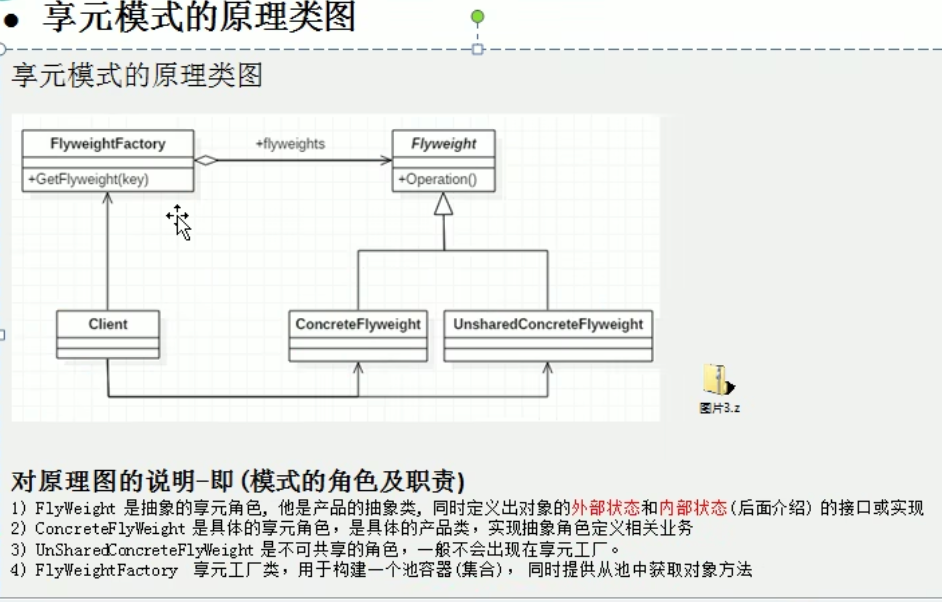 ● 享元模式的原理类图
享元模式的原理类图
FlyweightFactory
+flyweights
Flyweight
+GetFlyweight(key)
+Operation()
Client
ConcreteFlyweight
UnsharedConcreteFlyweight
图片3.z
对原理图的说明-即(模式的角色及职责)
1) FlyWeight 是抽象的享元角色, 他是产品的抽象类, 同时定义出对象的外部状态和内部状态(后面介绍) 的接口或实现
2) ConcreteFlyWeight 是具体的享元角色，是具体的产品类，实现抽象角色定义相关业务
3) UnSharedConcreteFlyWeight 是不可共享的角色，一般不会出现在享元工厂。
4) FlyWeightFactory 享元工厂类，用于构建一个池容器(集合)， 同时提供从池中获取对象方法